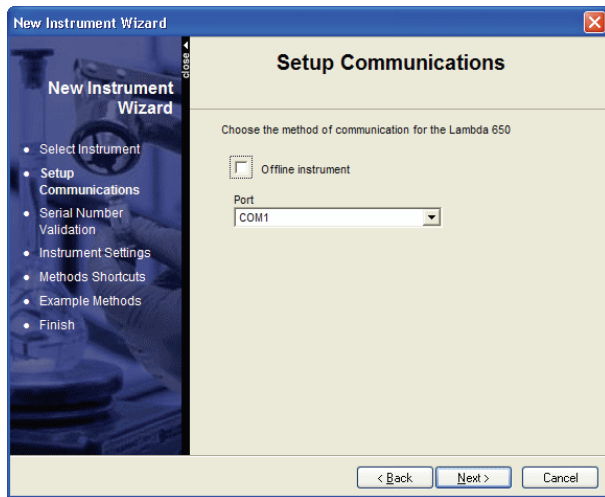 New Instrument Wizard
close
New Instrument
Wizard
Select Instrument
Setup
Communications
Serial Number
Validation
Instrument Settings
Methods Shortcuts
Example Methods
Finish
Setup Communications
Choose the method of communication for the Lambda 650
Offline instrument
Port
COM1
< Back
Next >
Cancel